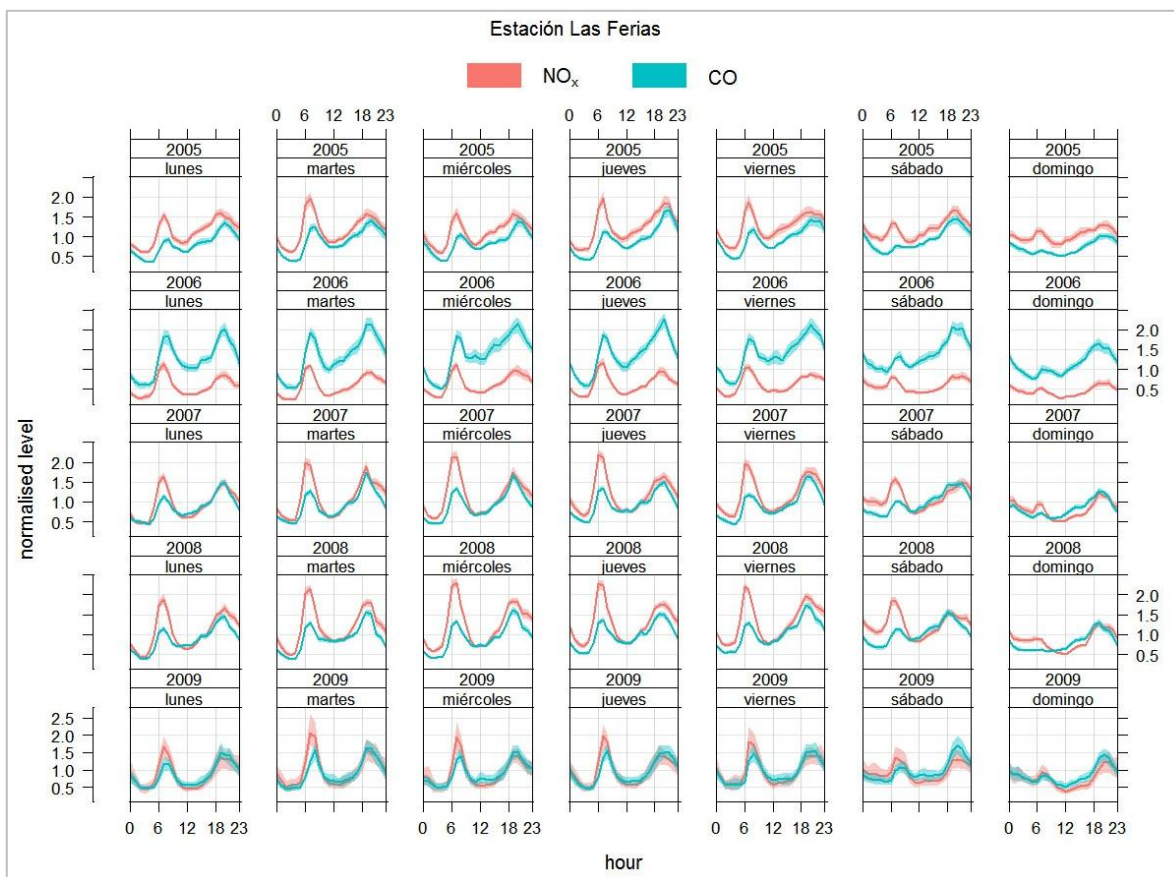 Estación Las Ferias
NOx CO
0 6 12 18 23 0 6 12 18 23 0 6 12 18 23
2005 2005 2005 2005 2005 2005 2005
lunes martes miércoles jueves viernes sábado domingo
2.0
1.5
1.0
0.5
2006 2006 2006 2006 2006 2006 2006
lunes martes miércoles jueves viernes sábado domingo
2.0
1.5
1.0
0.5
2007 2007 2007 2007 2007 2007 2007
lunes martes miércoles jueves viernes sábado domingo
2.0
1.5
1.0
0.5
2008 2008 2008 2008 2008 2008 2008
lunes martes miércoles jueves viernes sábado domingo
2.0
1.5
1.0
0.5
2009 2009 2009 2009 2009 2009 2009
lunes martes miércoles jueves viernes sábado domingo
2.5
2.0
1.5
1.0
0.5
0 6 12 18 23 0 6 12 18 23 0 6 12 18 23 0 6 12 18 23
normalised level
hour